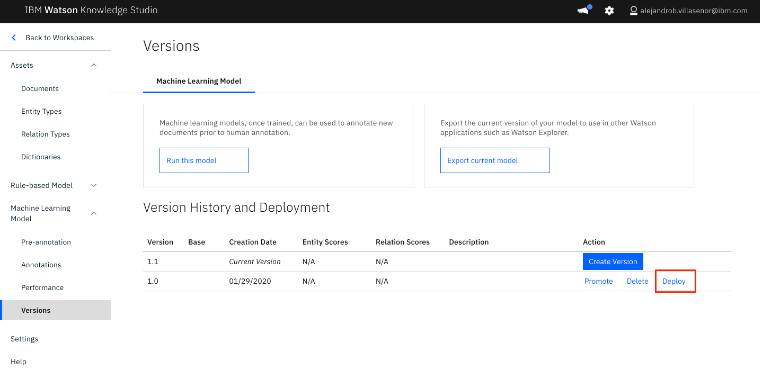 IBM Watson Knowledge Studio
alejandrob.villasenor@ibm.com
Back to Workspaces
Assets
Documents
Entity Types
Relation Types
Dictionaries
Rule-based Model
Machine Learning
Model
Pre-annotation
Annotations
Performance
Versions
Settings
Help
Versions
Machine Learning Model
Machine learning models, once trained, can be used to annotate new
documents prior to human annotation.
Run this model
Export the current version of your model to use in other Watson
applications such as Watson Explorer.
Export current model
Version History and Deployment
Version Base Creation Date Entity Scores Relation Scores Description Action
1.1 Current Version N/A N/A Create Version
1.0 01/29/2020 N/A N/A Promote Delete Deploy